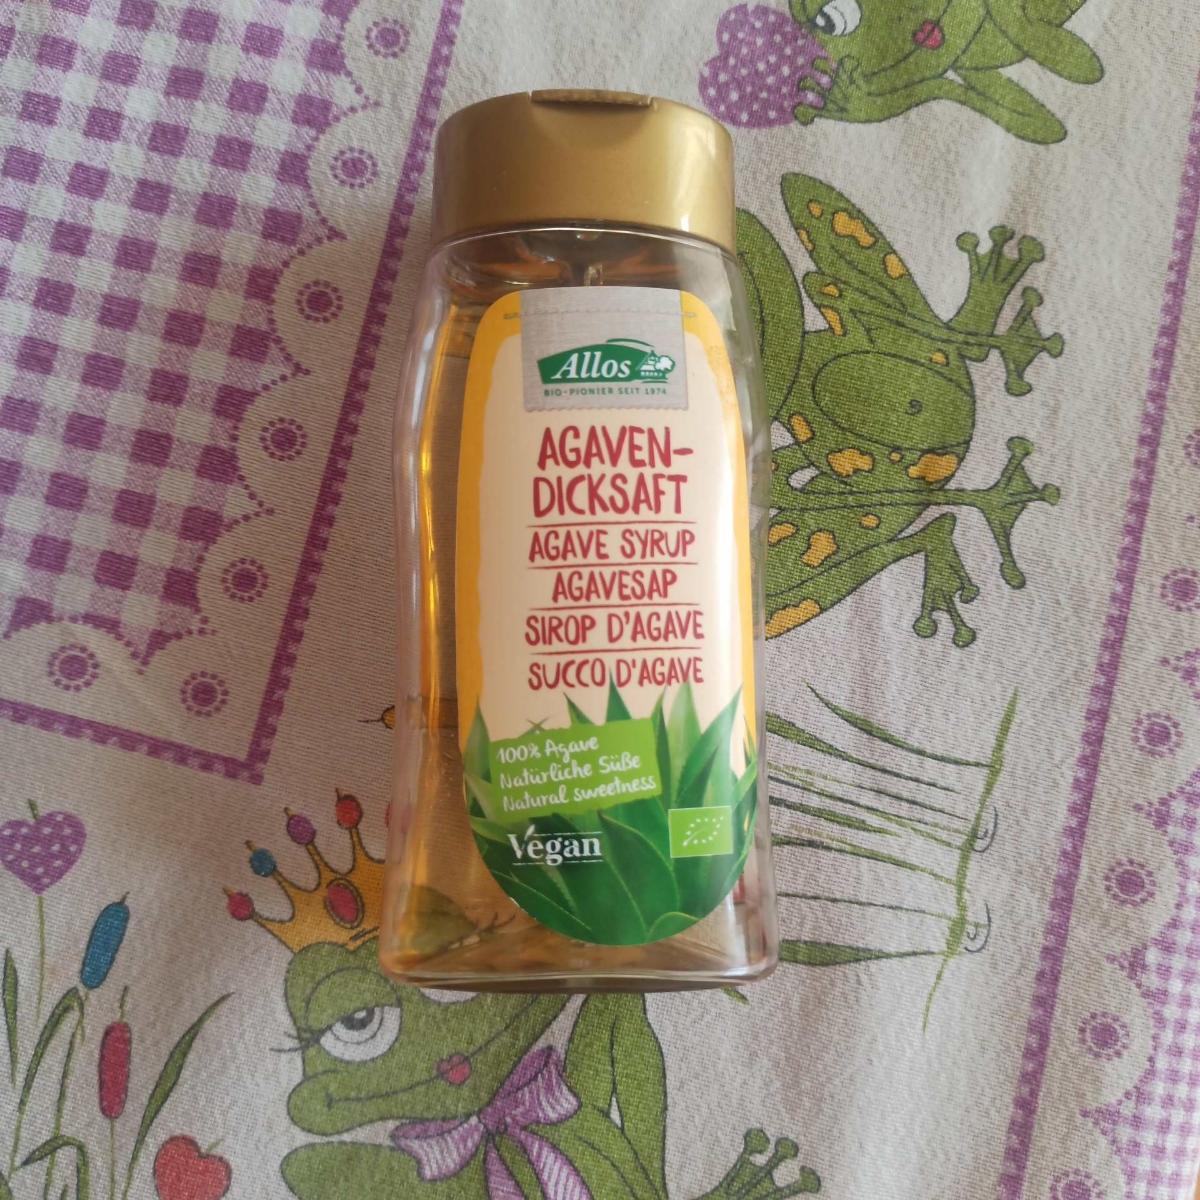 Allos
BIO-PIONIER SEIT 1974
AGAVEN-
DICKSAFT
AGAVE SYRUP
AGAVESAP
SIROP D'AGAVE
SUCCO D'AGAVE
100% Agave
Natürliche Süße
Natural sweetness
Vegan